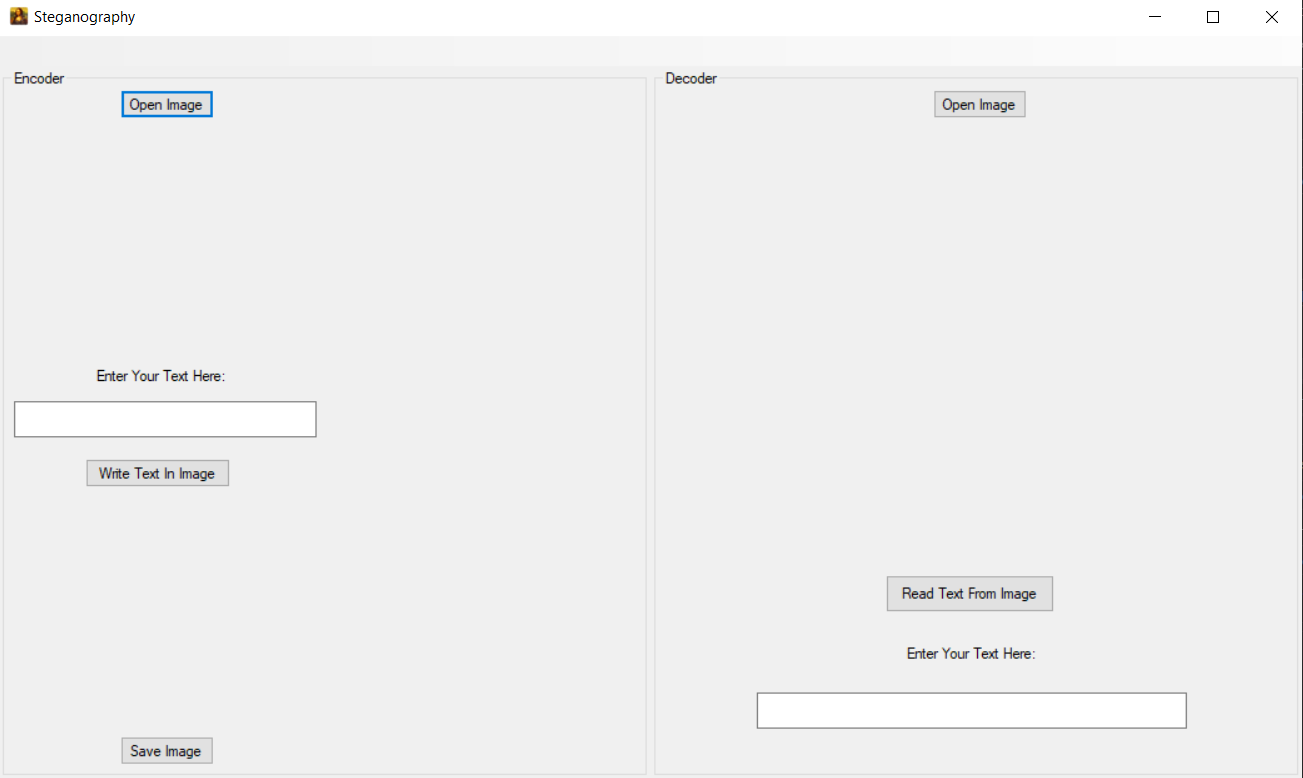 Steganography
Encoder
Open Image
Enter Your Text Here:
Write Text In Image
Save Image
Decoder
Open Image
Read Text From Image
Enter Your Text Here: